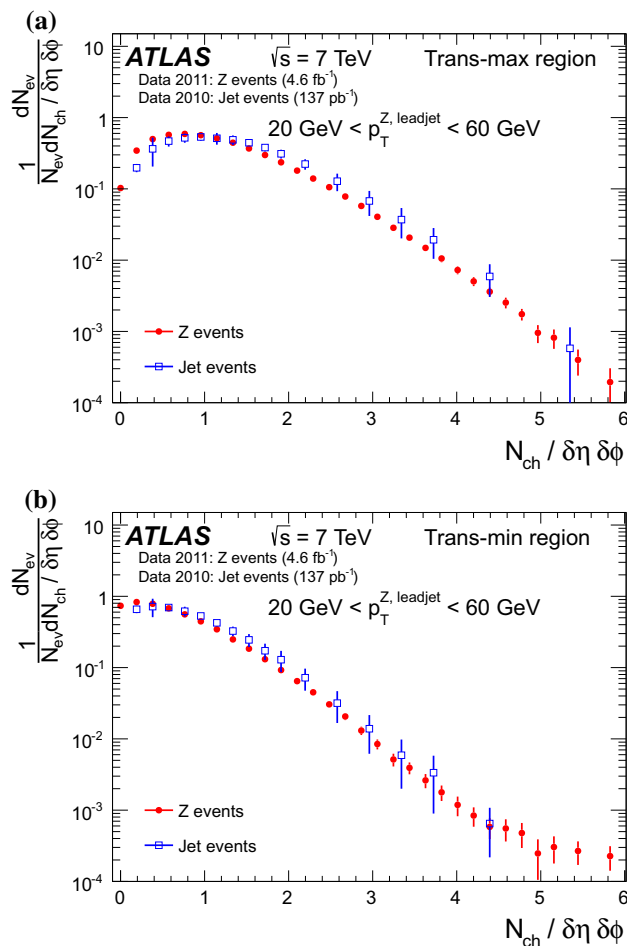 (a)
ATLAS √s = 7 TeV Trans-max region
Data 2011: Z events (4.6 fb⁻¹)
Data 2010: Jet events (137 pb⁻¹)
20 GeV < p_T^{Z, leadjet} < 60 GeV
1/N_ev dN_ev/dN_ch / δη δϕ
10
1
10⁻¹
10⁻²
10⁻³
10⁻⁴
Z events
Jet events
0 1 2 3 4 5 6
N_ch / δη δϕ
(b)
ATLAS √s = 7 TeV Trans-min region
Data 2011: Z events (4.6 fb⁻¹)
Data 2010: Jet events (137 pb⁻¹)
20 GeV < p_T^{Z, leadjet} < 60 GeV
1/N_ev dN_ev/dN_ch / δη δϕ
10
1
10⁻¹
10⁻²
10⁻³
10⁻⁴
Z events
Jet events
0 1 2 3 4 5 6
N_ch / δη δϕ